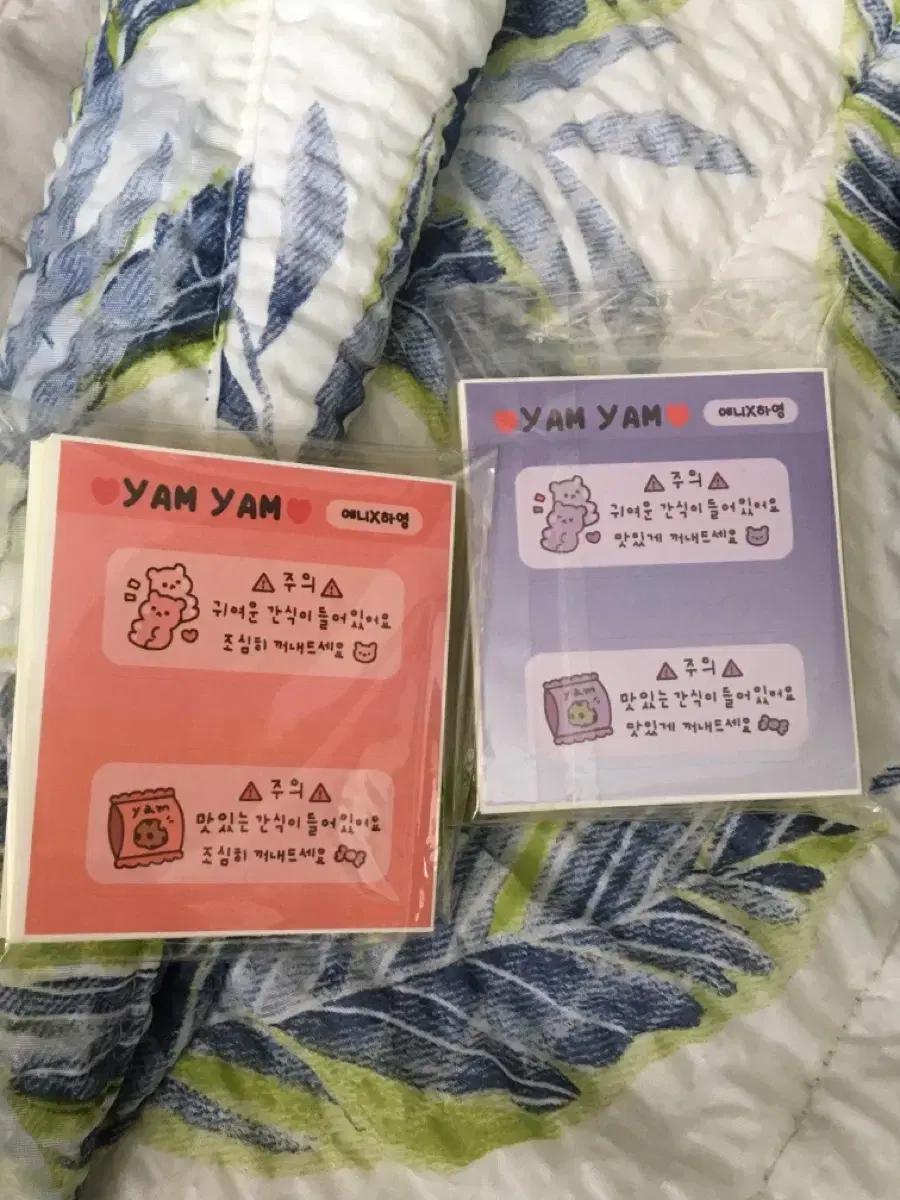 YAM YAM
애니X하영
주의
귀여운 간식이 들어있어요
조심히 꺼내드세요
yam
주의
맛있는 간식이 들어있어요
조심히 꺼내드세요
YAM YAM
애니X하영
주의
귀여운 간식이 들어있어요
맛있게 꺼내드세요
yam
주의
맛있는 간식이 들어있어요
맛있게 꺼내드세요